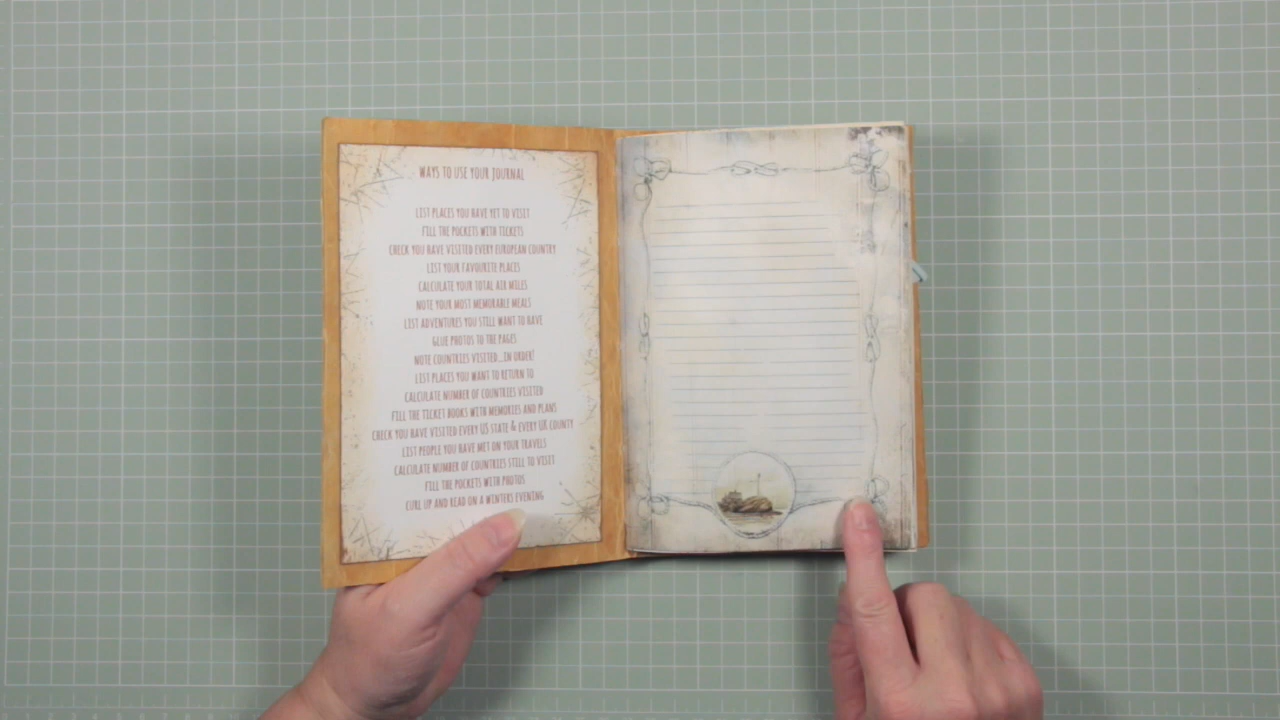 WAYS TO USE YOUR JOURNAL
LIST PLACES YOU HAVE YET TO VISIT
FILL THE POCKETS WITH TICKETS
CHECK YOU HAVE VISITED EVERY EUROPEAN COUNTRY
LIST YOUR FAVOURITE PLACES
CALCULATE YOUR TOTAL AIR MILES
NOTE YOUR MOST MEMORABLE MEALS
LIST ADVENTURES YOU STILL WANT TO HAVE
GLUE PHOTOS TO THE PAGES
NOTE COUNTRIES VISITED...IN ORDER!
LIST PLACES YOU WANT TO RETURN TO
CALCULATE NUMBER OF COUNTRIES VISITED
FILL THE TICKET BOOKS WITH MEMORIES AND PLANS
CHECK YOU HAVE VISITED EVERY US STATE & EVERY UK COUNTY
LIST PEOPLE YOU HAVE MET ON YOUR TRAVELS
CALCULATE NUMBER OF COUNTRIES STILL TO VISIT
FILL THE POCKETS WITH PHOTOS
CURL UP AND READ ON A WINTERS EVENING